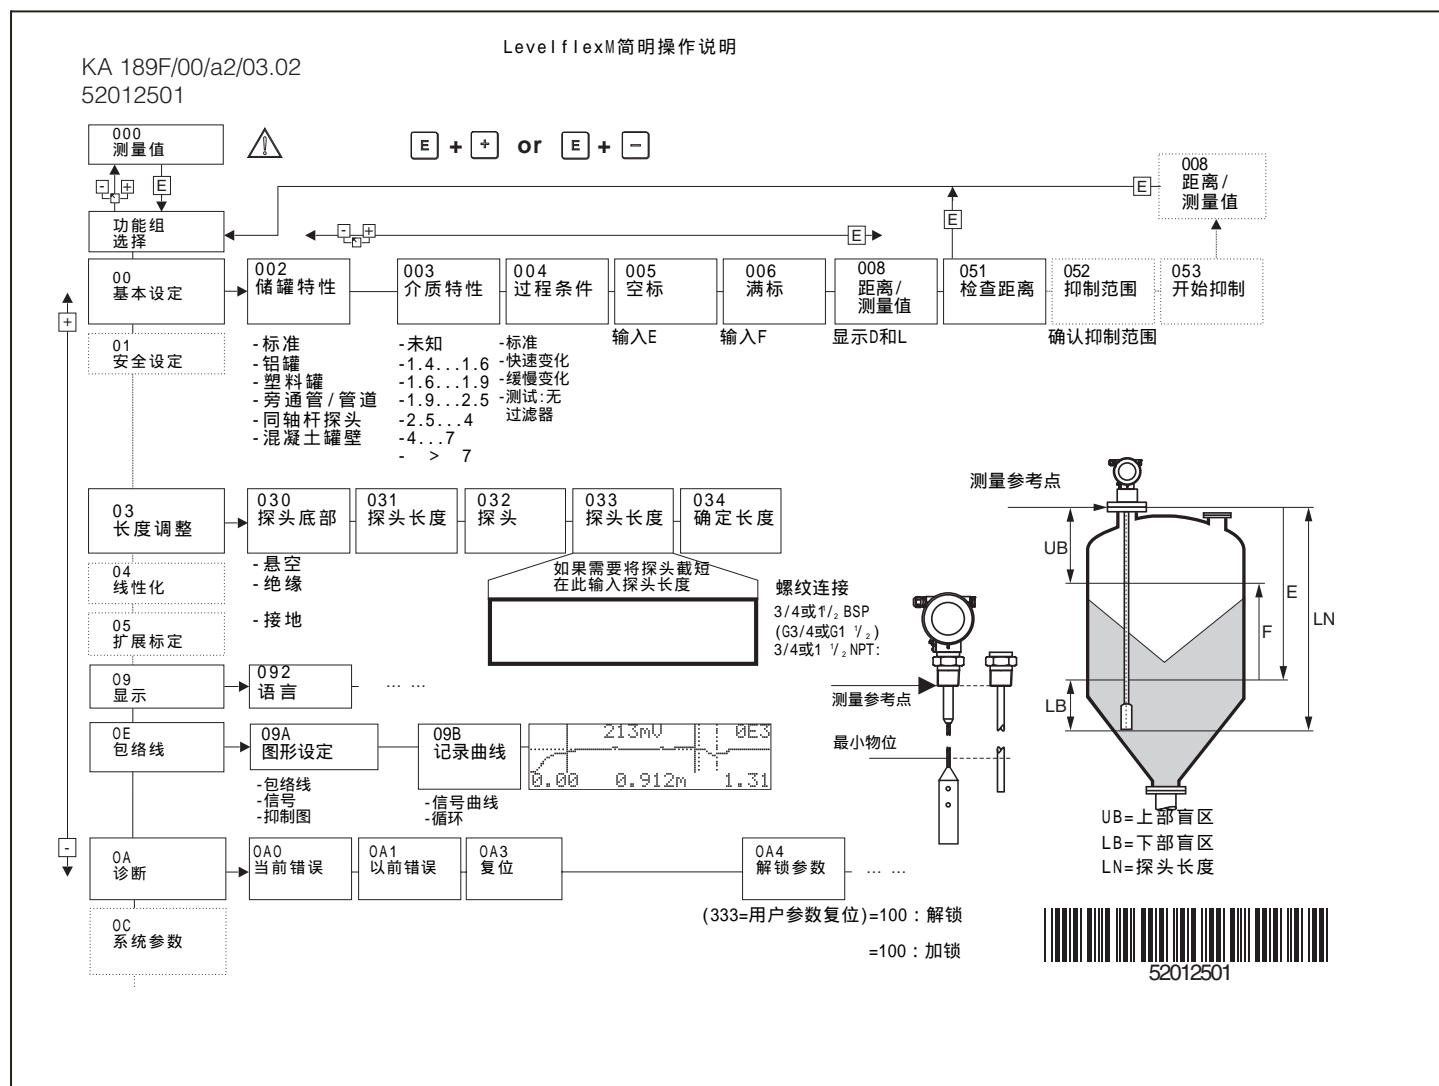 LevelflexM简明操作说明
KA 189F/00/a2/03.02
52012501
000
测量值
E + + or E + -
- +
E
功能组
选择
- +
E
E
E
008
距离/
测量值
00
基本设定
002
储罐特性
003
介质特性
004
过程条件
005
空标
006
满标
008
距离/
测量值
051
检查距离
052
抑制范围
053
开始抑制
+
01
安全设定
-标准
-铝罐
-塑料罐
-旁通管/管道
-同轴杆探头
-混凝土罐壁
-未知
-1.4...1.6
-1.6...1.9
-1.9...2.5
-2.5...4
-4...7
- > 7
-标准
-快速变化
-缓慢变化
-测试:无
过滤器
输入E
输入F
显示D和L
确认抑制范围
03
长度调整
030
探头底部
031
探头长度
032
探头
033
探头长度
034
确定长度
-悬空
-绝缘
-接地
如果需要将探头截短
在此输入探头长度
04
线性化
05
扩展标定
螺纹连接
3/4或1 1/2 BSP
(G3/4或G1 1/2)
3/4或1 1/2 NPT:
测量参考点
最小物位
测量参考点
UB
E
F
LN
LB
UB=上部盲区
LB=下部盲区
LN=探头长度
09
显示
092
语言
... ...
0E
包络线
09A
图形设定
09B
记录曲线
213mV 0E3
0.00 0.912m 1.31
-包络线
-信号
-抑制图
-信号曲线
-循环
-
0A
诊断
0A0
当前错误
0A1
以前错误
0A3
复位
0A4
解锁参数
... ...
(333=用户参数复位)=100：解锁
=100：加锁
0C
系统参数
52012501